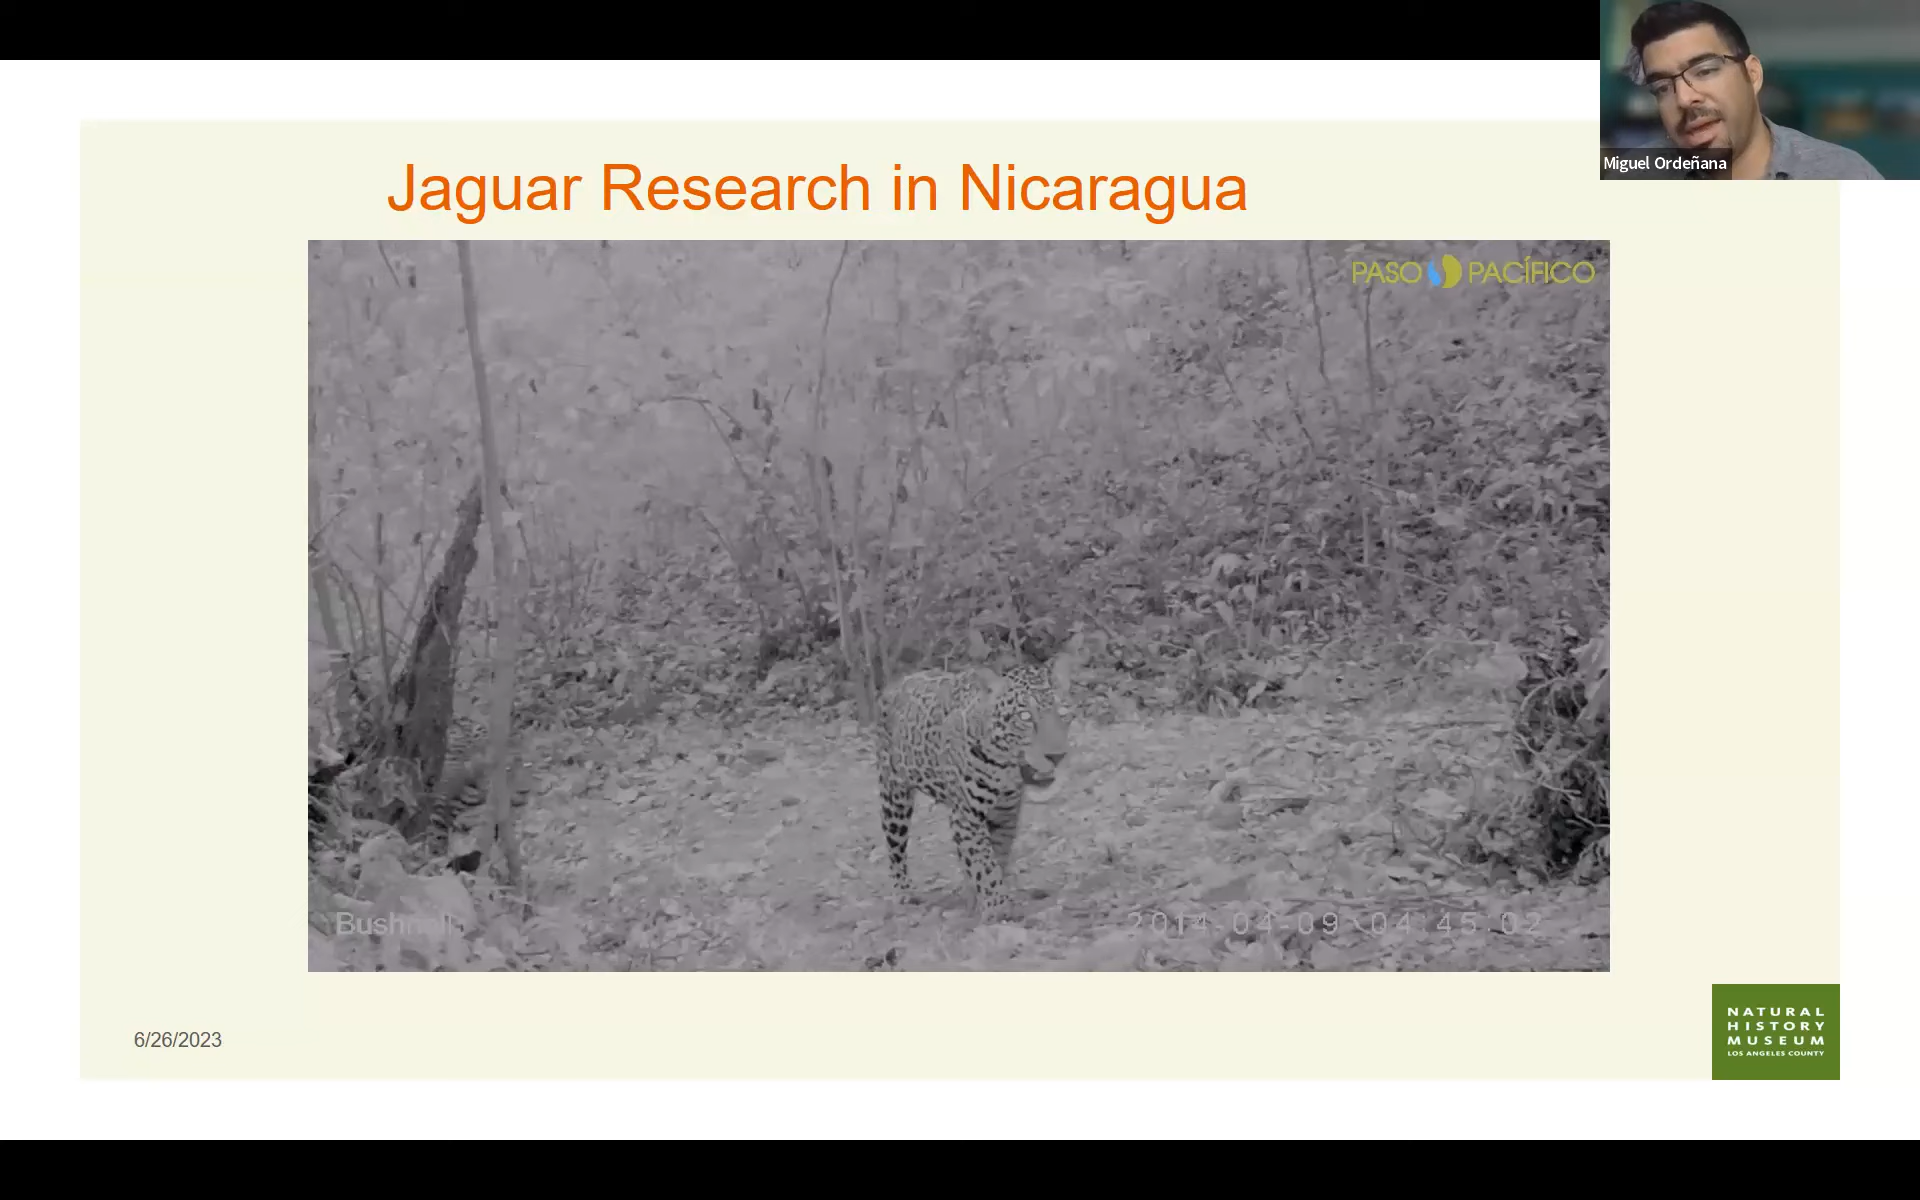 Miguel Ordeñana
Jaguar Research in Nicaragua
PASO PACÍFICO
Bushnell
2014-04-09 04:45:02
6/26/2023
NATURAL
HISTORY
MUSEUM
LOS ANGELES COUNTY